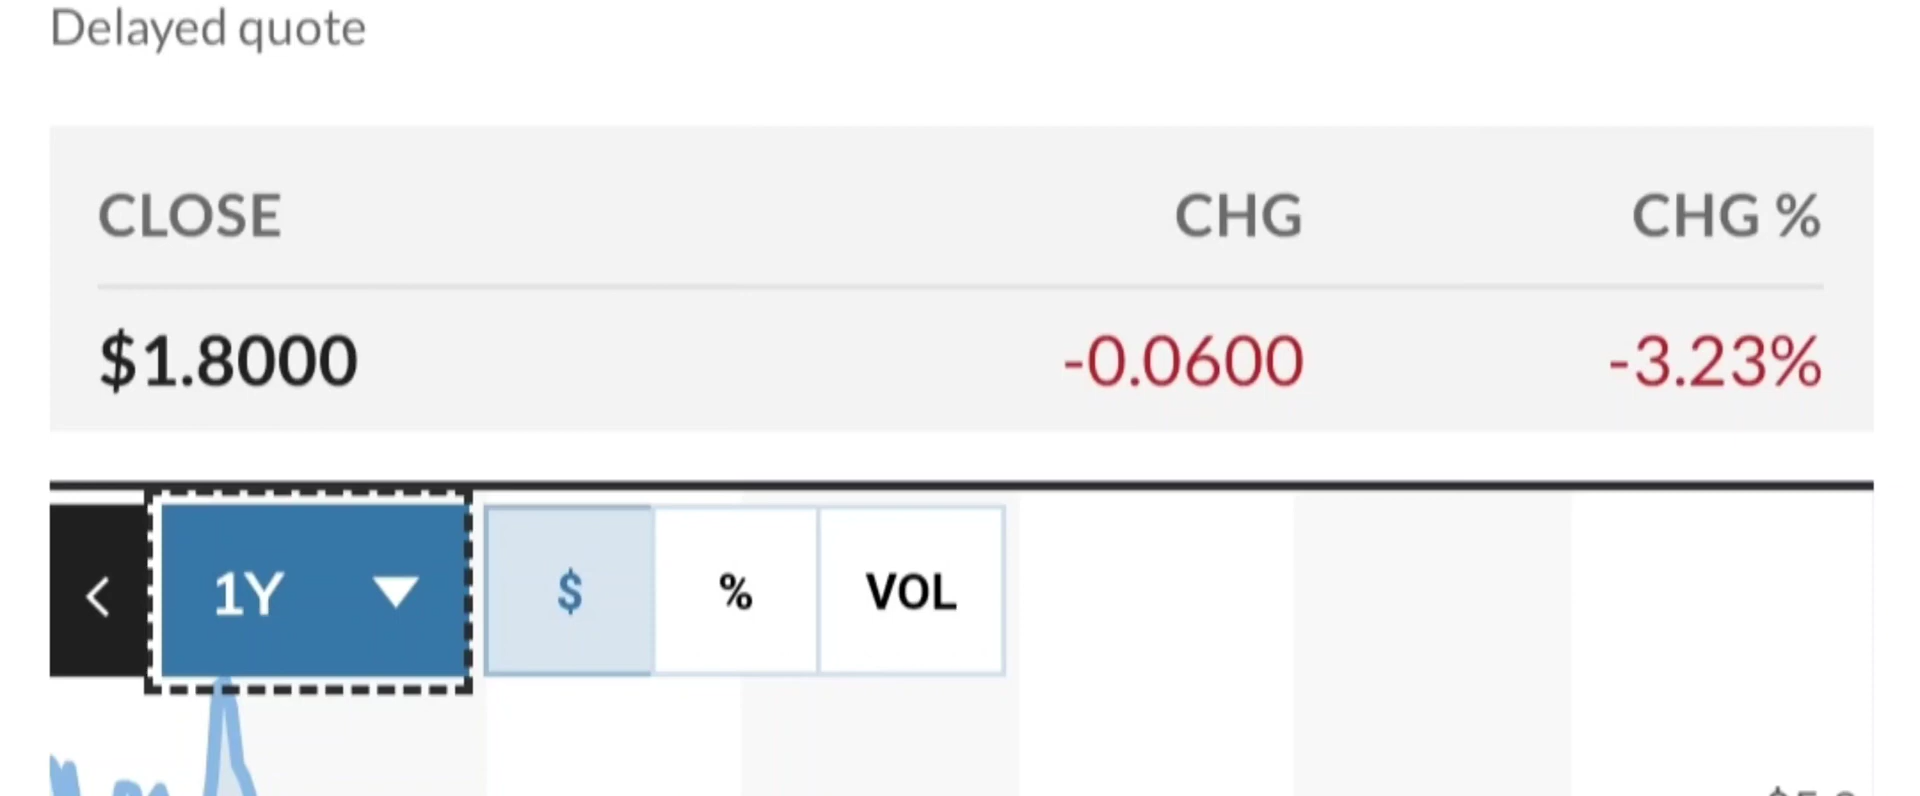 Delayed quote
CLOSE CHG CHG %
$1.8000 -0.0600 -3.23%
1Y $ % VOL